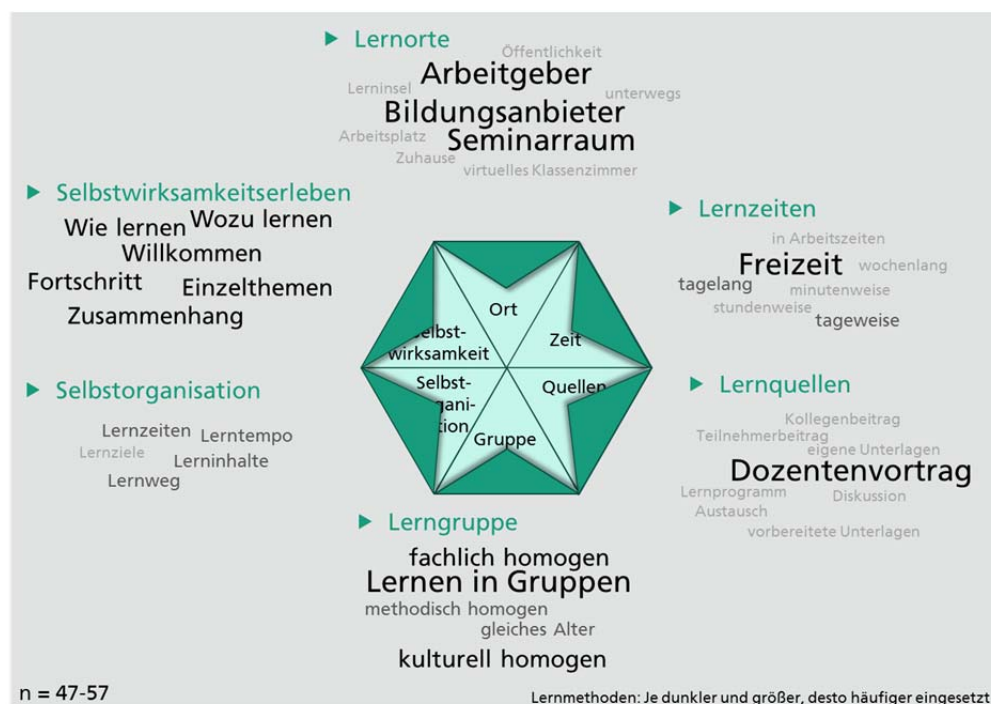 Lernorte
Öffentlichkeit
Arbeitgeber
Lerninsel
unterwegs
Bildungsanbieter
Arbeitsplatz
Seminarraum
Zuhause
virtuelles Klassenzimmer
Selbstwirksamkeitserleben
Wie lernen
Wozu lernen
Willkommen
Fortschritt
Einzelthemen
Zusammenhang
Lernzeiten
in Arbeitszeiten
Freizeit
wochenlang
tagelang
minutenweise
stundenweise
tageweise
Ort
Zeit
Selbst-
wirksamkeit
Selbst-
gani-
tion
Quellen
Gruppe
Selbstorganisation
Lernzeiten
Lerntempo
Lernziele
Lerninhalte
Lernweg
Lernquellen
Kollegenbeitrag
Teilnehmerbeitrag
eigene Unterlagen
Dozentenvortrag
Lernprogramm
Diskussion
Austausch
vorbereitete Unterlagen
Lerngruppe
fachlich homogen
Lernen in Gruppen
methodisch homogen
gleiches Alter
kulturell homogen
n = 47-57
Lernmethoden: Je dunkler und größer, desto häufiger eingesetzt